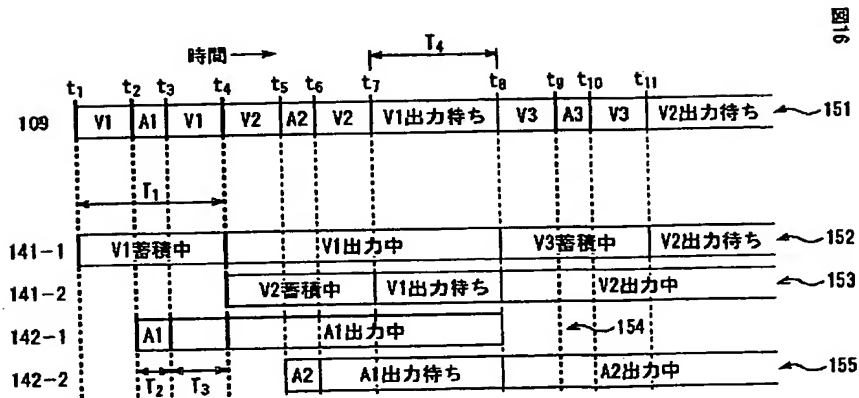 図16
時間 T4
t1 t2 t3 t4 t5 t6 t7 t8 t9 t10 t11
109 V1 A1 V1 V2 A2 V2 V1出力待ち V3 A3 V3 V2出力待ち 151
T1
141-1 V1蓄積中 V1出力中 V3蓄積中 V2出力待ち 152
141-2 V2蓄積中 V1出力待ち V2出力中 153
142-1 A1 A1出力中 154
142-2 A2 A1出力待ち A2出力中 155
T2 T3